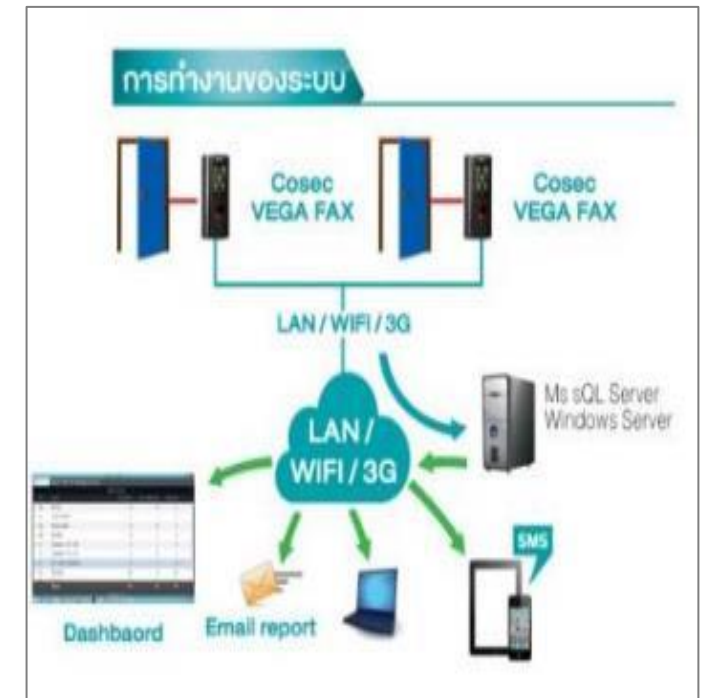 การทำงานของระบบ
Cosec
VEGA FAX
Cosec
VEGA FAX
LAN / WIFI / 3G
Ms sQL Server
Windows Server
LAN /
WIFI / 3G
SMS
Dashbaord
Email report